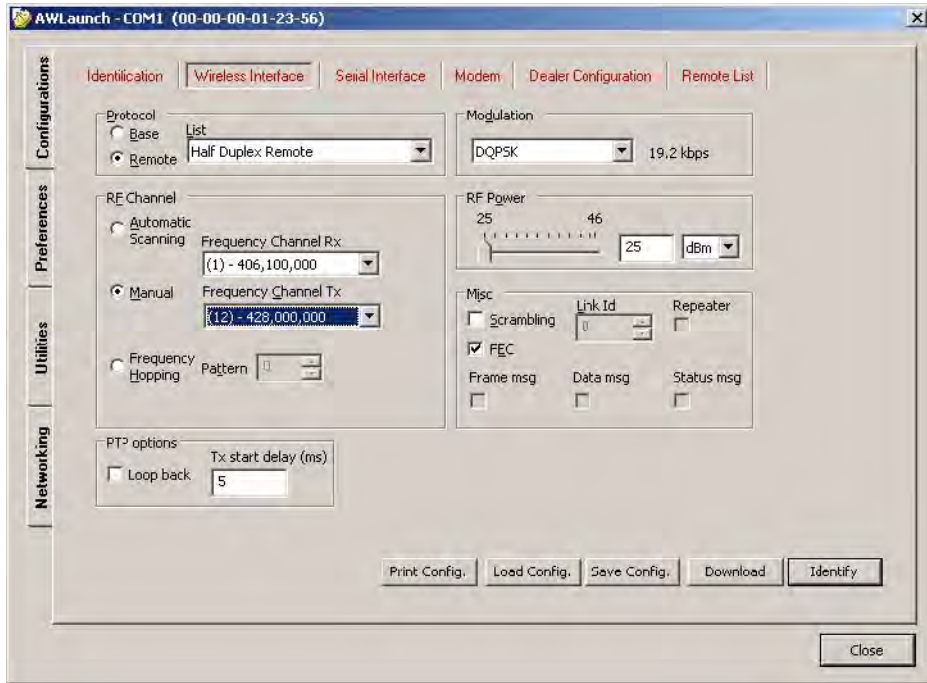 AWLaunch - COM1 (00-00-00-01-23-56)
Configurations
Preferences
Utilities
Networking
Identification
Wireless Interface
Serial Interface
Modem
Dealer Configuration
Remote List
Protocol
Base
Remote
List
Half Duplex Remote
Modulation
DQPSK
19.2 kbps
RF Channel
Automatic
Scanning
Frequency Channel Rx
(1) - 406,100,000
Manual
Frequency Channel Tx
(12) - 428,000,000
Frequency
Hopping
Pattern
0
RF Power
25
46
25
dBm
Misc
Scrambling
Link Id
0
Repeater
FEC
Frame msg
Data msg
Status msg
PTP options
Loop back
Tx start delay (ms)
5
Print Config.
Load Config.
Save Config.
Download
Identify
Close